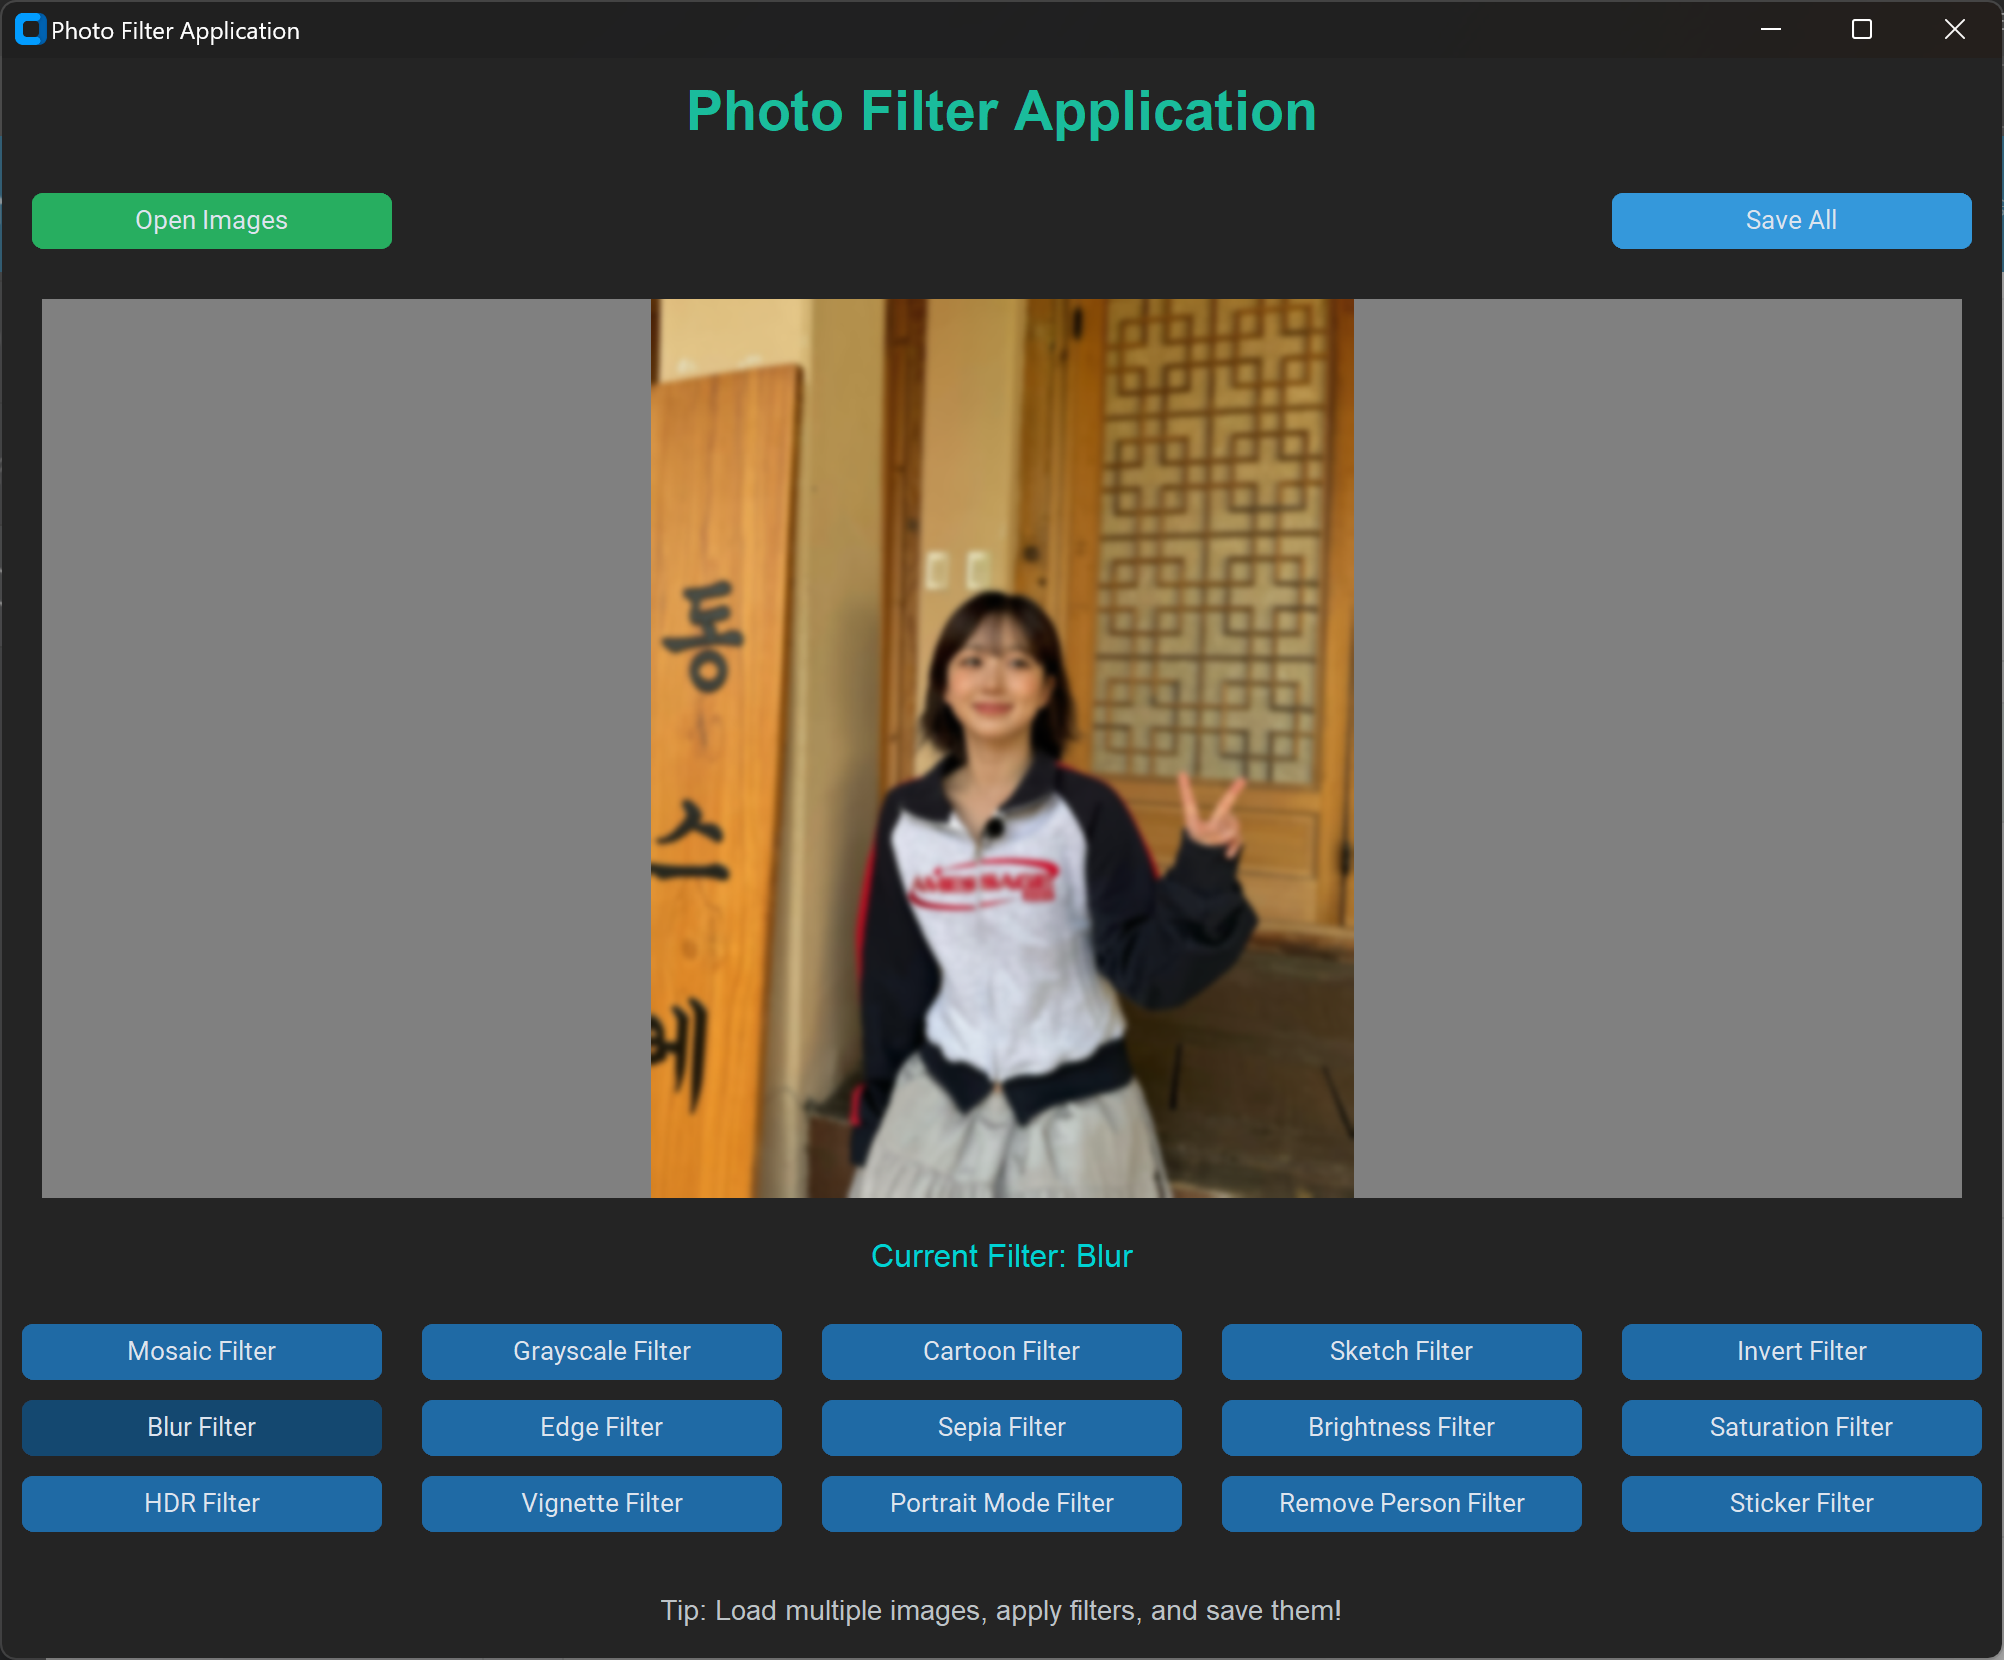 Photo Filter Application
Photo Filter Application
Open Images
Save All
통
스
베
Current Filter: Blur
Mosaic Filter
Grayscale Filter
Cartoon Filter
Sketch Filter
Invert Filter
Blur Filter
Edge Filter
Sepia Filter
Brightness Filter
Saturation Filter
HDR Filter
Vignette Filter
Portrait Mode Filter
Remove Person Filter
Sticker Filter
Tip: Load multiple images, apply filters, and save them!